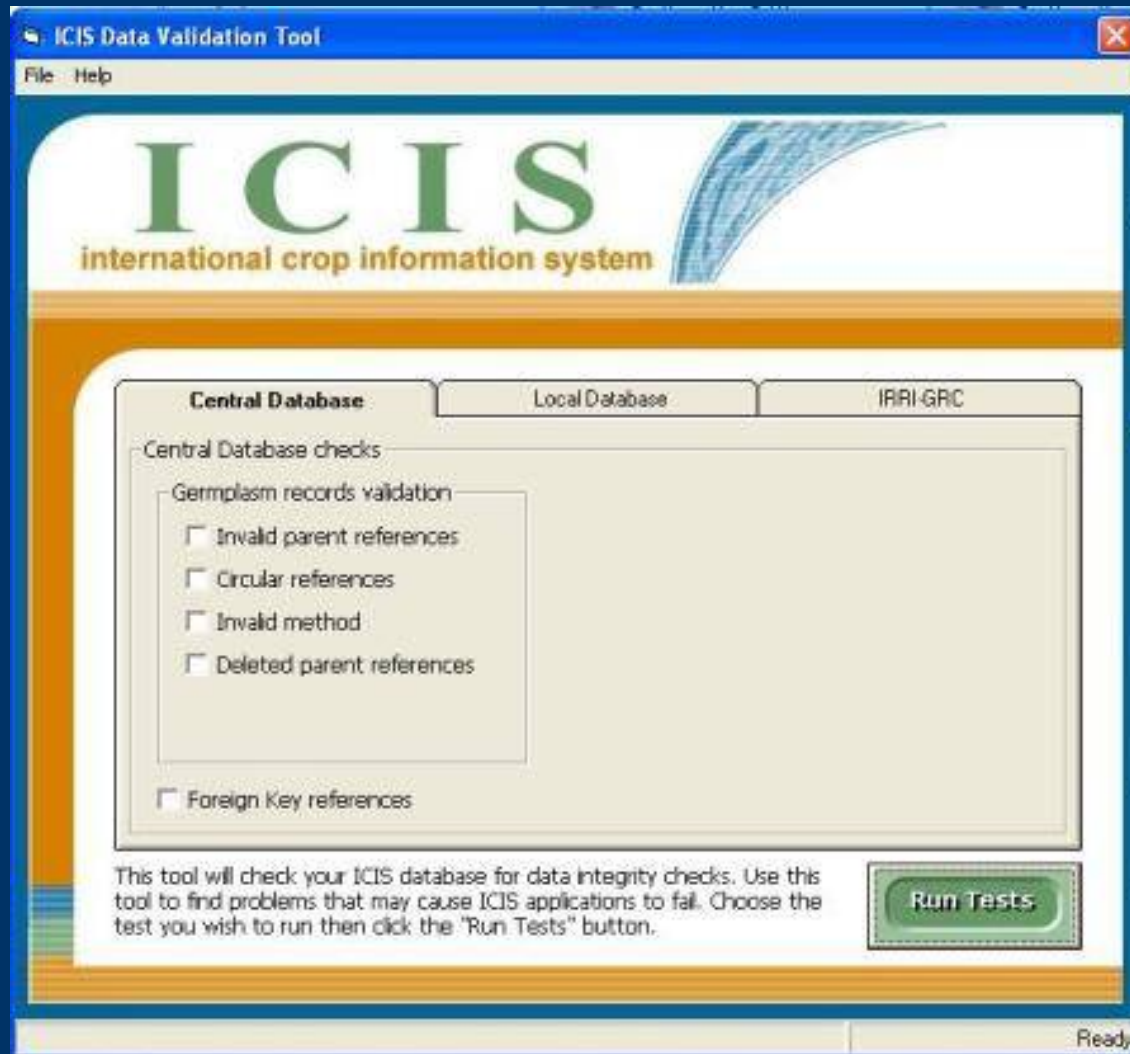 ICIS Data Validation Tool
File Help
ICIS
international crop information system
Central Database
Local Database
IRRI-GRC
Central Database checks
Germplasm records validation
Invalid parent references
Circular references
Invalid method
Deleted parent references
Foreign Key references
This tool will check your ICIS database for data integrity checks. Use this
tool to find problems that may cause ICIS applications to fail. Choose the
test you wish to run then click the "Run Tests" button.
Run Tests
Ready